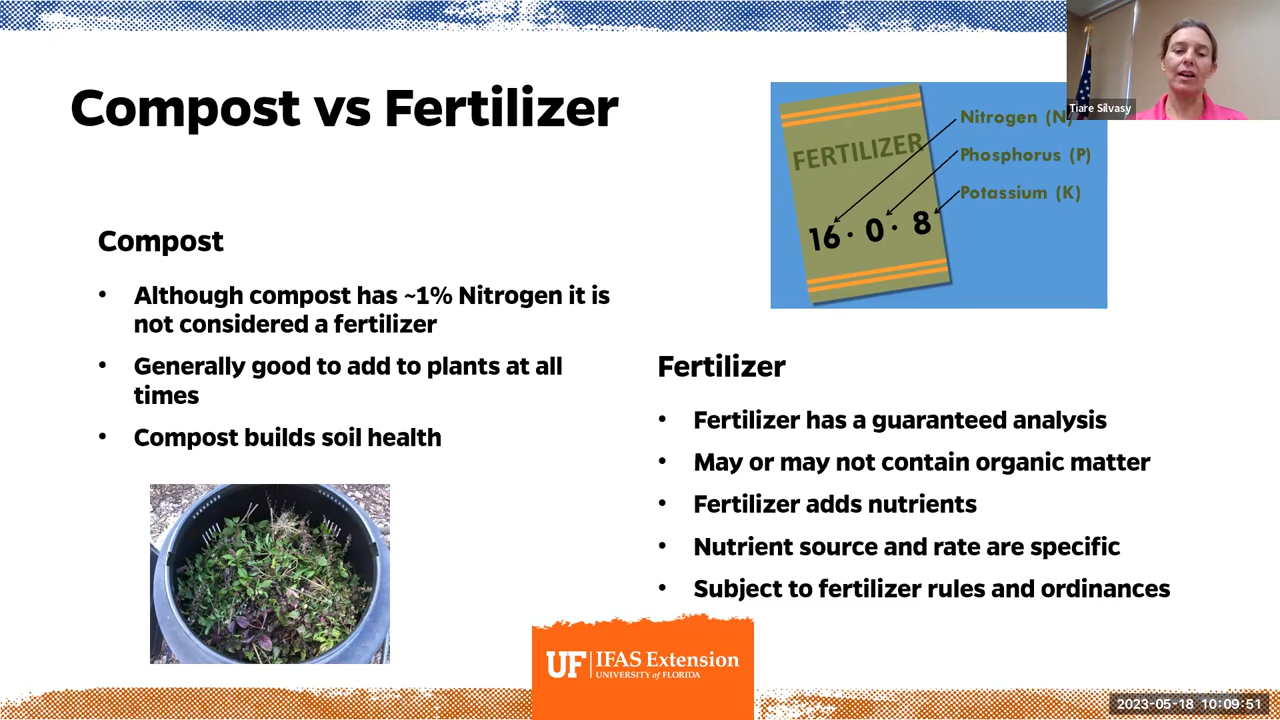 Compost vs Fertilizer
Compost
• Although compost has ~1% Nitrogen it is
not considered a fertilizer
• Generally good to add to plants at all
times
• Compost builds soil health
FERTILIZER
16 · 0 · 8
Nitrogen (N)
Phosphorus (P)
Potassium (K)
Tiare Silvasy
Fertilizer
• Fertilizer has a guaranteed analysis
• May or may not contain organic matter
• Fertilizer adds nutrients
• Nutrient source and rate are specific
• Subject to fertilizer rules and ordinances
UF IFAS Extension
UNIVERSITY of FLORIDA
2023-05-18 10:09:51